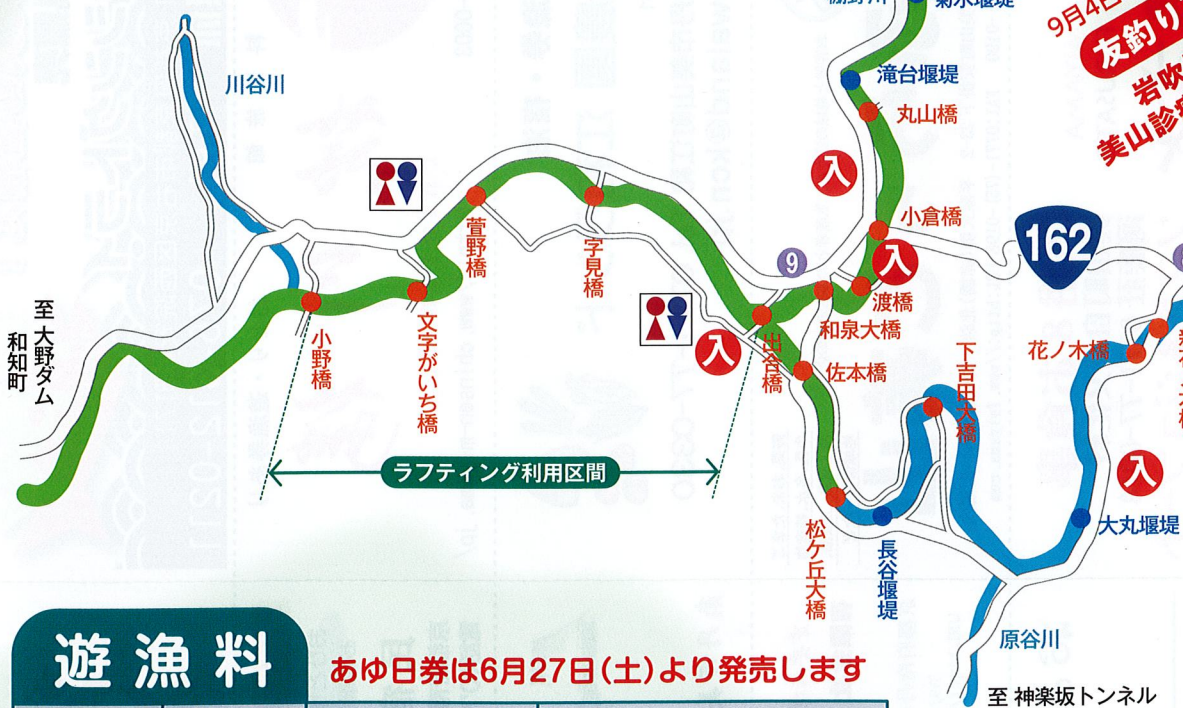 菊水堰堤
9月4日
友釣り
岩吹
美山診療
滝台堰堤
丸山橋
川谷川
入
小倉橋
162
入
9
渡橋
和泉大橋
萱野橋
字見橋
出合橋
入
佐本橋
文字がいち橋
小野橋
至 大野ダム
和知町
下吉田大橋
花ノ木橋
ラフティング利用区間
入
大丸堰堤
松ケ丘大橋
長谷堰堤
原谷川
至 神楽坂トンネル
遊漁料
あゆ日券は6月27日(土)より発売します